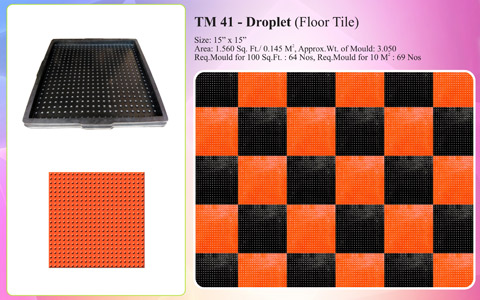 TM 41 - Droplet (Floor Tile)
Size: 15” x 15”
Area: 1.560 Sq. Ft./ 0.145 M², Approx.Wt. of Mould: 3.050
Req.Mould for 100 Sq.Ft. : 64 Nos, Req.Mould for 10 M² : 69 Nos